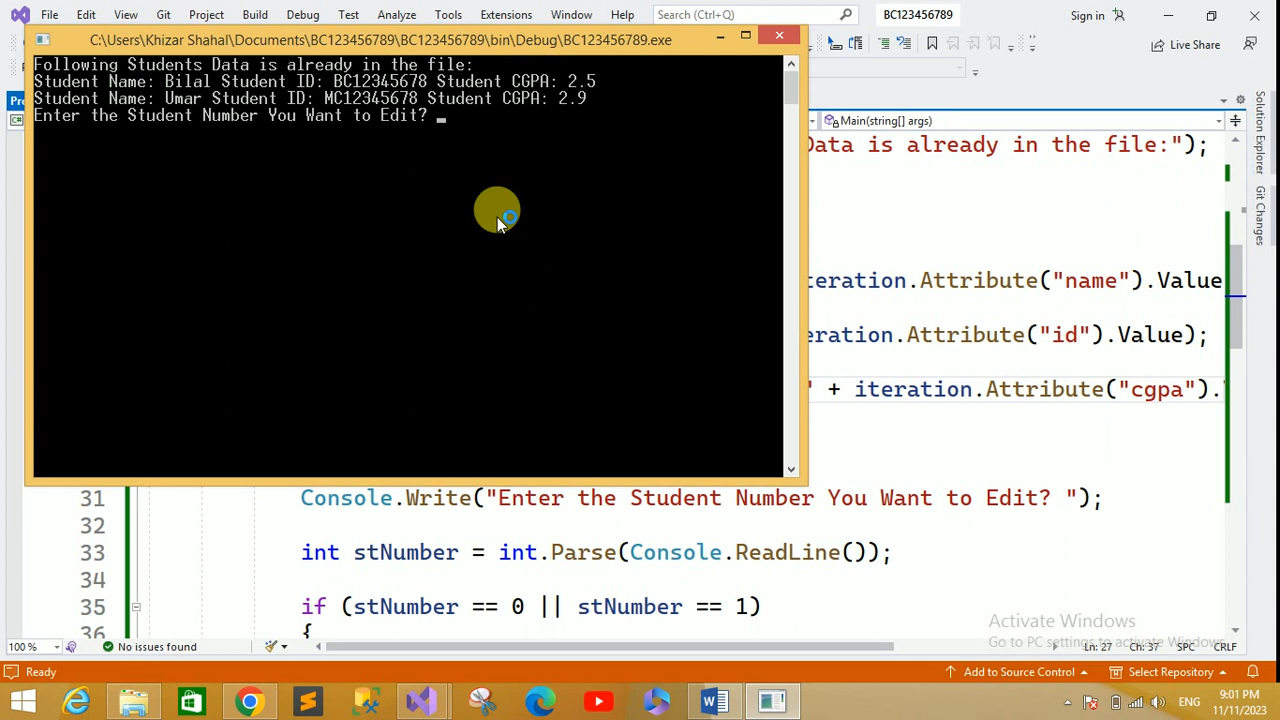 File Edit View Git Project Build Debug Test Analyze Tools Extensions Window Help Search (Ctrl+Q) BC123456789 Sign in
C:\Users\Khizar Shahal\Documents\BC123456789\BC123456789\bin\Debug\BC123456789.exe
Live Share
Following Students Data is already in the file:
Student Name: Bilal Student ID: BC12345678 Student CGPA: 2.5
Student Name: Umar Student ID: MC12345678 Student CGPA: 2.9
Enter the Student Number You Want to Edit?
Main(string[] args)
Data is already in the file:");
teration.Attribute("name").Value
eration.Attribute("id").Value);
" + iteration.Attribute("cgpa").
Solution Explorer
Git Changes
31 Console.Write("Enter the Student Number You Want to Edit? ");
32
33 int stNumber = int.Parse(Console.ReadLine());
34
35 if (stNumber == 0 || stNumber == 1)
36 {
Activate Windows
Go to PC settings to activate Windows.
100 % No issues found Ln: 27 Ch: 37 SPC CRLF
Ready Add to Source Control Select Repository
ENG 9:01 PM
11/11/2023